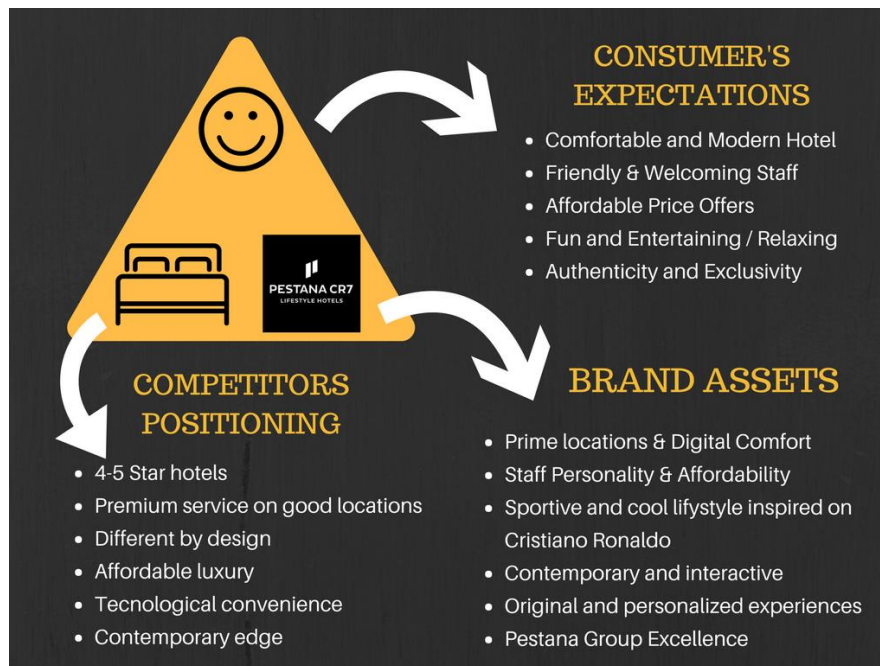 CONSUMER'S
EXPECTATIONS
• Comfortable and Modern Hotel
• Friendly & Welcoming Staff
• Affordable Price Offers
• Fun and Entertaining / Relaxing
• Authenticity and Exclusivity
PESTANA CR7
LIFESTYLE HOTELS
COMPETITORS
POSITIONING
• 4-5 Star hotels
• Premium service on good locations
• Different by design
• Affordable luxury
• Tecnological convenience
• Contemporary edge
BRAND ASSETS
• Prime locations & Digital Comfort
• Staff Personality & Affordability
• Sportive and cool lifystyle inspired on
Cristiano Ronaldo
• Contemporary and interactive
• Original and personalized experiences
• Pestana Group Excellence